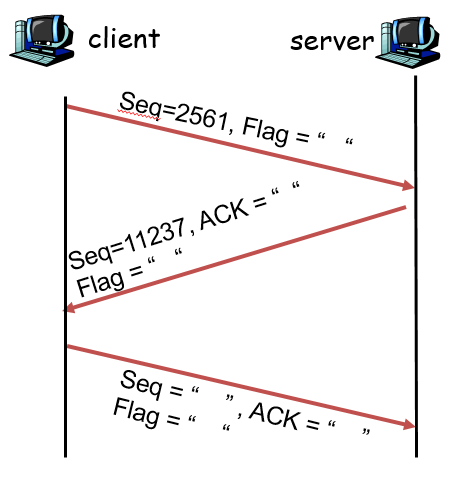 client
server
Seq=2561, Flag = “ “
Seq=11237, ACK = “ “
Flag = “ “
Seq = “ ”, ACK = “ ”
Flag = “ “